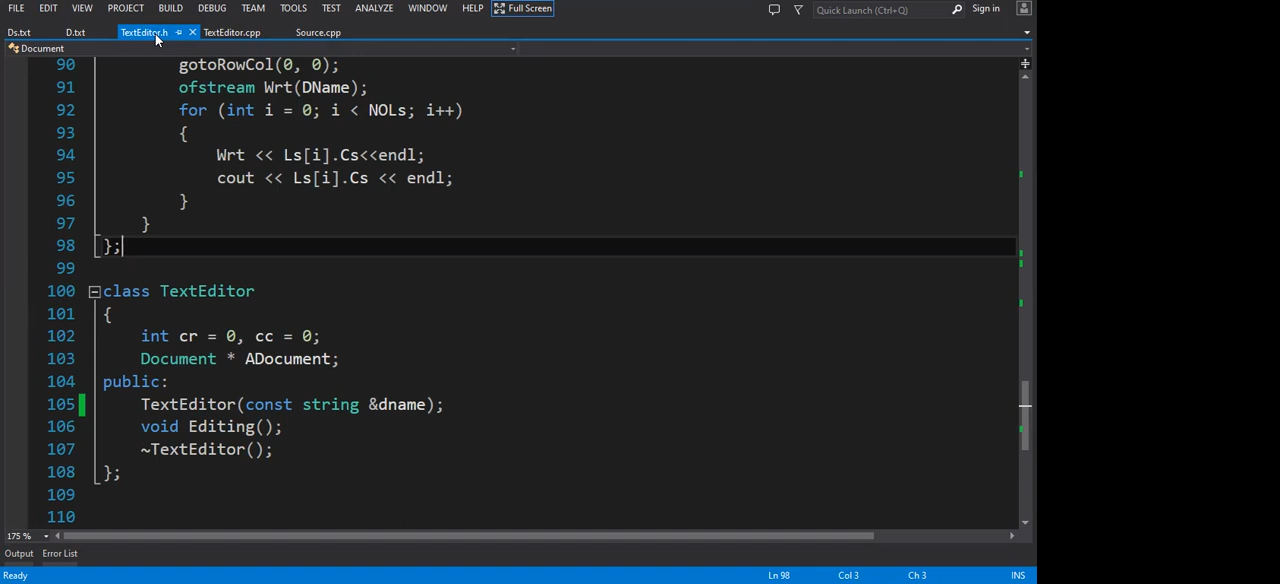 FILE EDIT VIEW PROJECT BUILD DEBUG TEAM TOOLS TEST ANALYZE WINDOW HELP Full Screen Quick Launch (Ctrl+Q) Sign in
Ds.txt D.txt TextEditor.h TextEditor.cpp Source.cpp
Document
90 gotoRowCol(0, 0);
91 ofstream Wrt(DName);
92 for (int i = 0; i < NOLs; i++)
93 {
94 Wrt << Ls[i].Cs<<endl;
95 cout << Ls[i].Cs << endl;
96 }
97 }
98 };
99
100 class TextEditor
101 {
102 int cr = 0, cc = 0;
103 Document * ADocument;
104 public:
105 TextEditor(const string &dname);
106 void Editing();
107 ~TextEditor();
108 };
109
110
175 %
Output Error List
Ready Ln 98 Col 3 Ch 3 INS